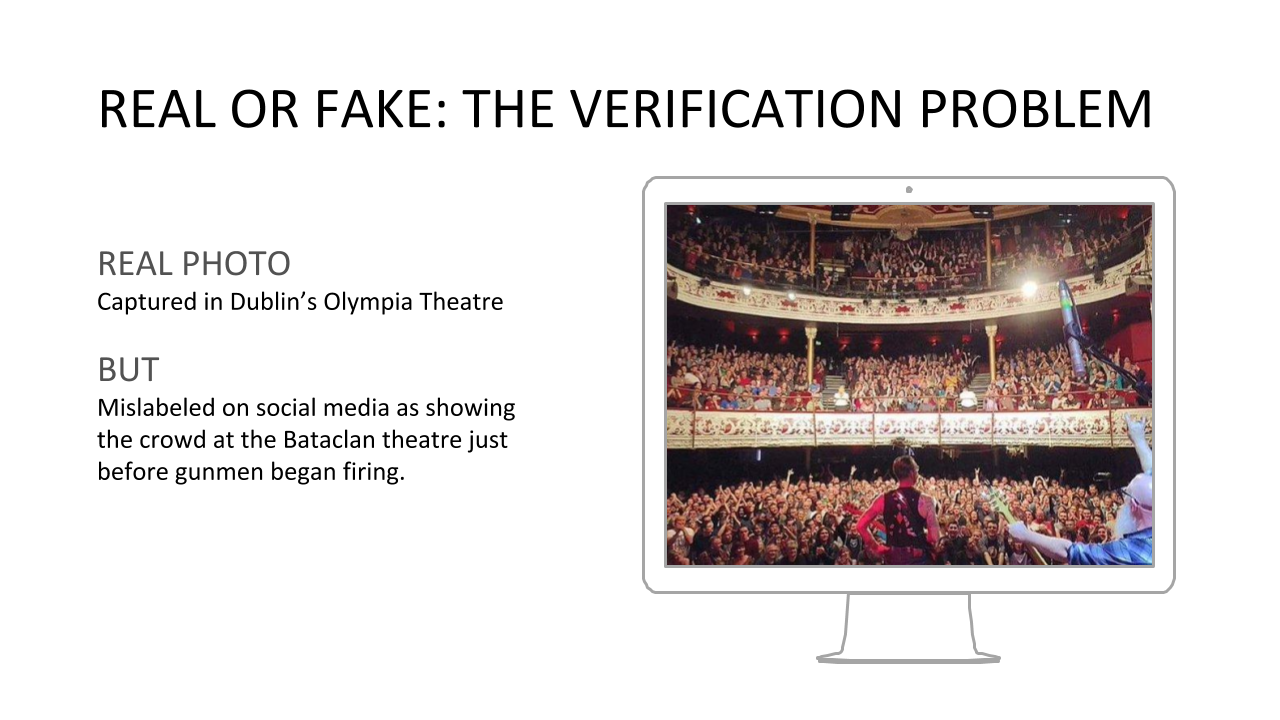 REAL OR FAKE: THE VERIFICATION PROBLEM
REAL PHOTO
Captured in Dublin’s Olympia Theatre
BUT
Mislabeled on social media as showing
the crowd at the Bataclan theatre just
before gunmen began firing.